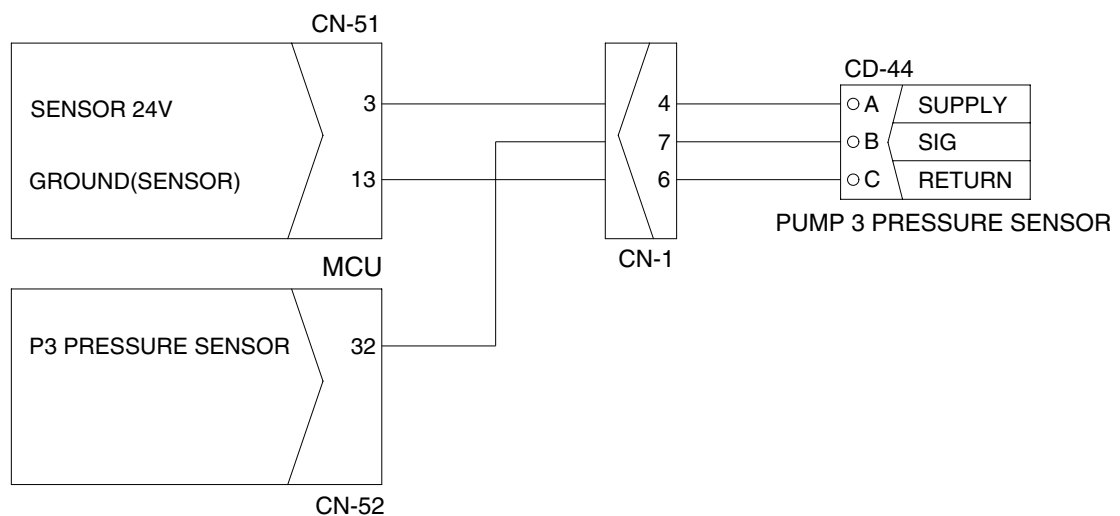 CN-51
SENSOR 24V 3
GROUND(SENSOR) 13
MCU
P3 PRESSURE SENSOR 32
CN-52
4
7
6
CN-1
CD-44
A SUPPLY
B SIG
C RETURN
PUMP 3 PRESSURE SENSOR